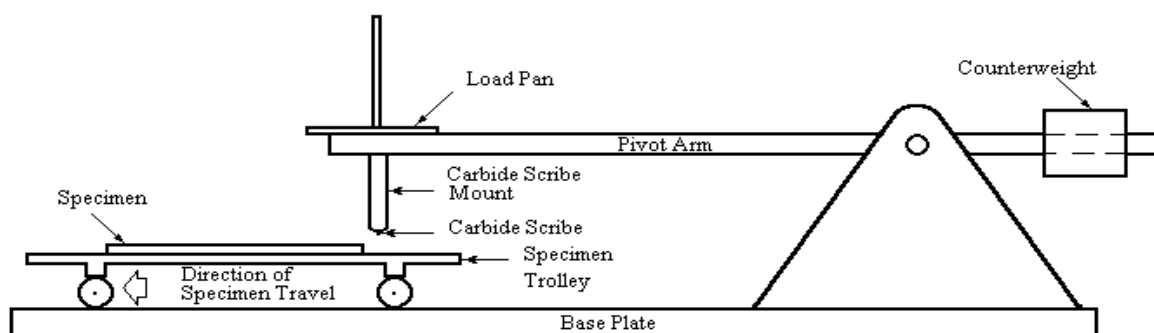 Counterweight
Load Pan
Pivot Arm
Carbide Scribe
Mount
Specimen
Carbide Scribe
Specimen
Trolley
Direction of
Specimen Travel
Base Plate